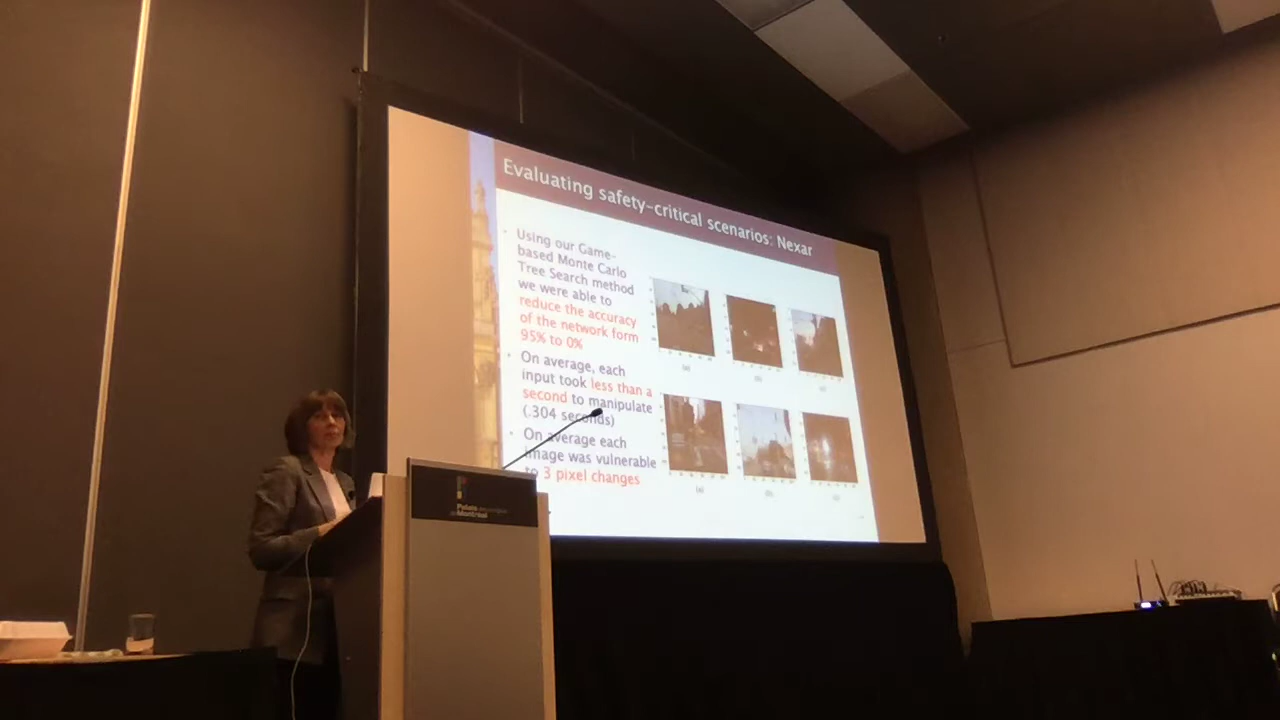 Evaluating safety-critical scenarios: Nexar
Using our Game-
based Monte Carlo
Tree Search method
we were able to
reduce the accuracy
of the network form
95% to 0%
On average, each
input took less than a
second to manipulate
(.304 seconds)
On average each
image was vulnerable
to 3 pixel changes
Palais
Montréal